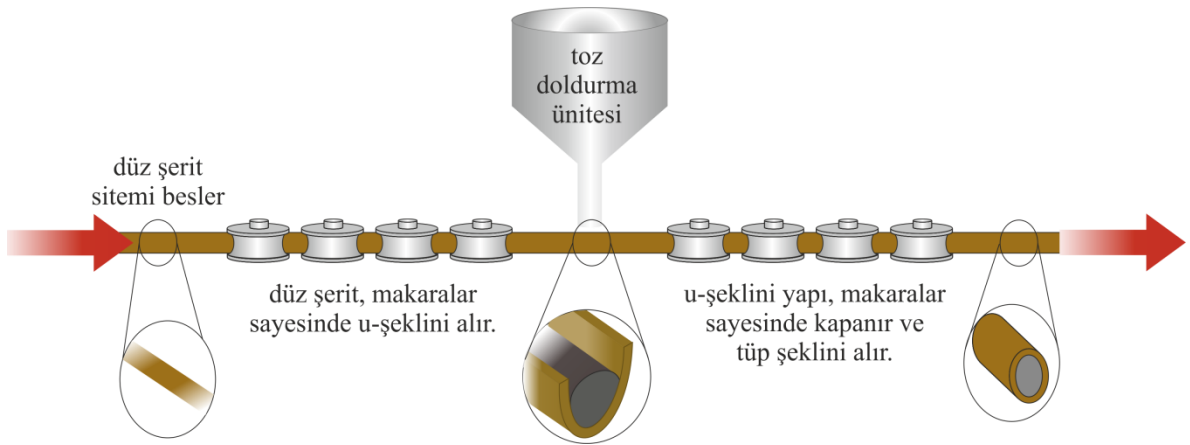 toz
doldurma
ünitesi
düz şerit
sitemi besler
düz şerit, makaralar
sayesinde u-şeklini alır.
u-şeklini yapı, makaralar
sayesinde kapanır ve
tüp şeklini alır.